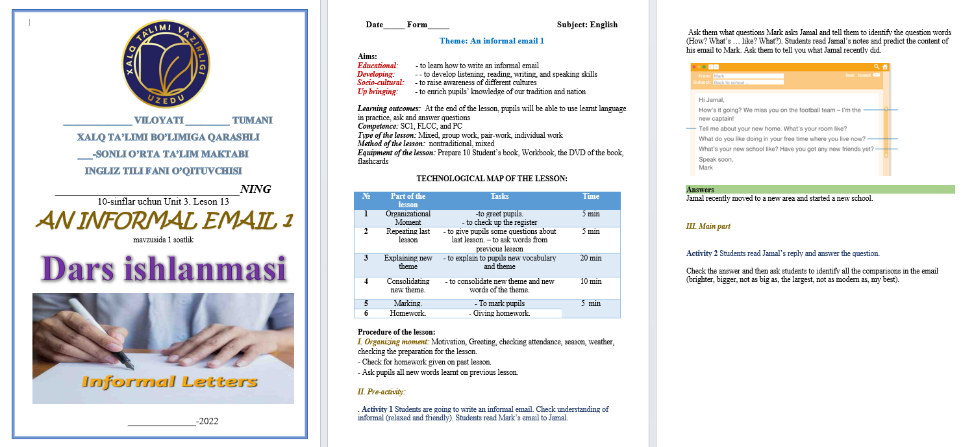 XALQ TALIMI VAZIRLIGI
UZEDU
______________ VILOYATI _________ TUMANI
XALQ TA'LIMI BO'LIMIGA QARASHLI
___-SONLI O'RTA TA'LIM MAKTABI
INGLIZ TILI FANI O'QITUVCHISI
________________________________NING
10-sinflar uchun Unit 3. Leson 13
AN INFORMAL EMAIL 1
mavzusida 1 soatlik
Dars ishlanmasi
Informal Letters
_______________-2022
Date_____ Form_____ Subject: English
Theme: An informal email 1
Aims:
Educational: - to learn how to write an informal email
Developing: - - to develop listening, reading, writing, and speaking skills
Socio-cultural: - to raise awareness of different cultures
Up bringing: - to enrich pupils' knowledge of our tradition and nation
Learning outcomes: At the end of the lesson, pupils will be able to use learnt language
in practice, ask and answer questions
Competence: SC1, FLCC, and PC
Type of the lesson: Mixed, group work, pair-work, individual work
Method of the lesson: nontraditional, mixed
Equipment of the lesson: Prepare 10 Student's book, Workbook, the DVD of the book,
flashcards
TECHNOLOGICAL MAP OF THE LESSON:
№ Part of the lesson Tasks Time
1 Organizational Moment -to greet pupils. - to check up the register 5 min
2 Repeating last lesson - to give pupils some questions about last lesson. – to ask words from previous lesson 5 min
3 Explaining new theme - to explain to pupils new vocabulary and theme 20 min
4 Consolidating new theme. - to consolidate new theme and new words of the theme. 10 min
5 Marking. - To mark pupils 5 min
6 Homework. - Giving homework.
Procedure of the lesson:
I. Organizing moment: Motivation, Greeting, checking attendance, season, weather,
checking the preparation for the lesson.
- Check for homework given on past lesson.
- Ask pupils all new words learnt on previous lesson.
II. Pre-activity:
. Activity 1 Students are going to write an informal email. Check understanding of
informal (relaxed and friendly). Students read Mark's email to Jamal.
Ask them what questions Mark asks Jamal and tell them to identify the question words
(How? What's … like? What?). Students read Jamal's notes and predict the content of
his email to Mark. Ask them to tell you what Jamal recently did.
Hi Jamal,
How's it going? We miss you on the football team – I'm the
new captain!
Tell me about your new home. What's your room like?
What do you like doing in your free time where you live now?
What's your new school like? Have you got any new friends yet?
Speak soon,
Mark
Answers
Jamal recently moved to a new area and started a new school.
III. Main part
Activity 2 Students read Jamal's reply and answer the question.
Check the answer and then ask students to identify all the comparisons in the email
(brighter, bigger, not as big as, the largest, not as modern as, my best).